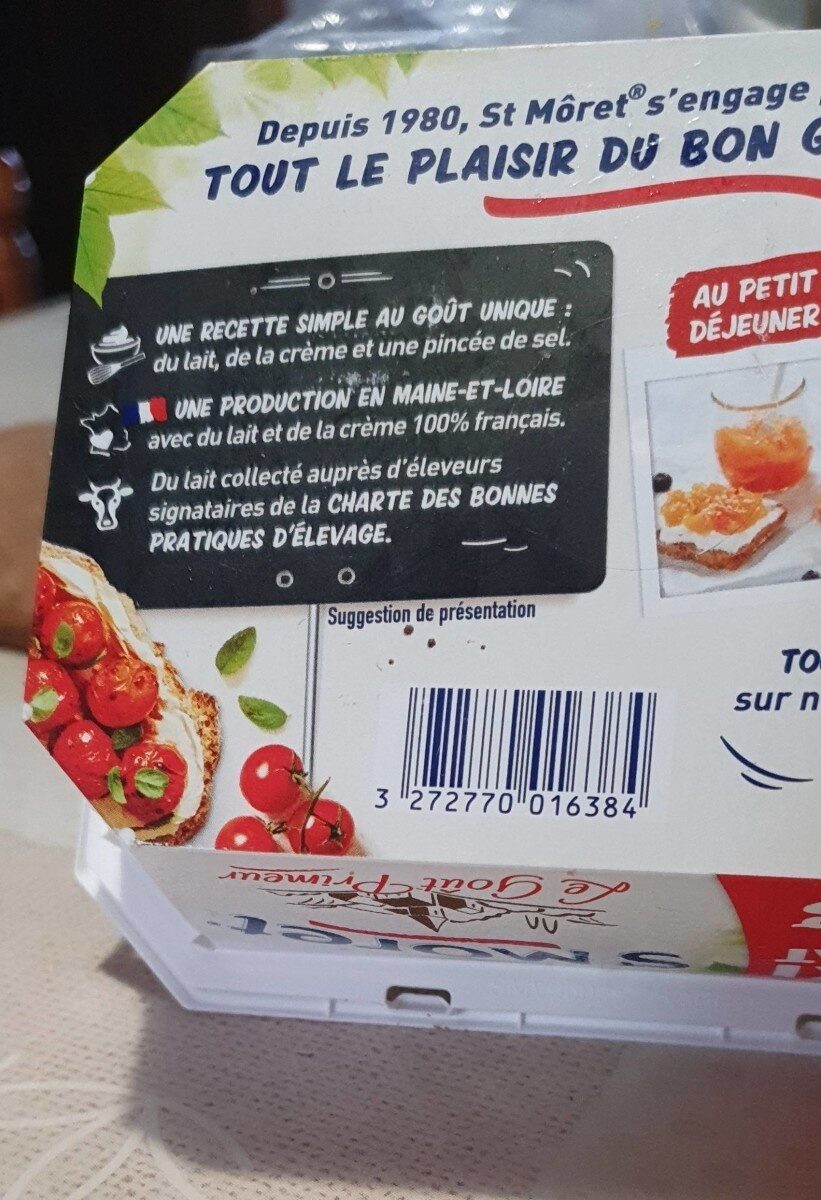 Depuis 1980, St Môret® s'engage
TOUT LE PLAISIR DU BON
UNE RECETTE SIMPLE AU GOÛT UNIQUE :
du lait, de la crème et une pincée de sel.
UNE PRODUCTION EN MAINE-ET-LOIRE
avec du lait et de la crème 100% français.
Du lait collecté auprès d'éleveurs
signataires de la CHARTE DES BONNES
PRATIQUES D'ÉLEVAGE.
AU PETIT
DÉJEUNER
Suggestion de présentation
sur
3 272770 016384
Le Goût Primeur
St Môret